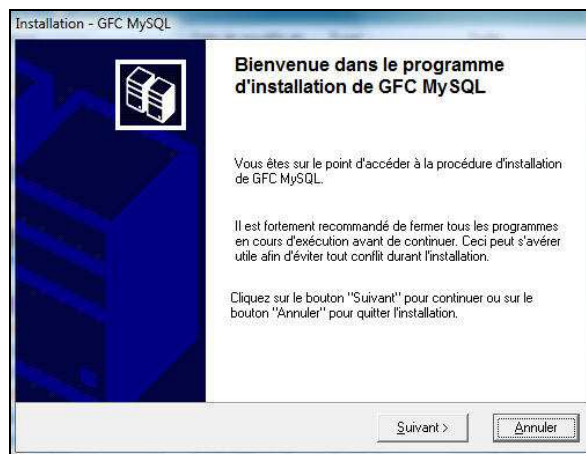 Installation - GFC MySQL
Bienvenue dans le programme
d'installation de GFC MySQL
Vous êtes sur le point d'accéder à la procédure d'installation
de GFC MySQL.
Il est fortement recommandé de fermer tous les programmes
en cours d'exécution avant de continuer. Ceci peut s'avérer
utile afin d'éviter tout conflit durant l'installation.
Cliquez sur le bouton "Suivant" pour continuer ou sur le
bouton "Annuler" pour quitter l'installation.
Suivant >
Annuler